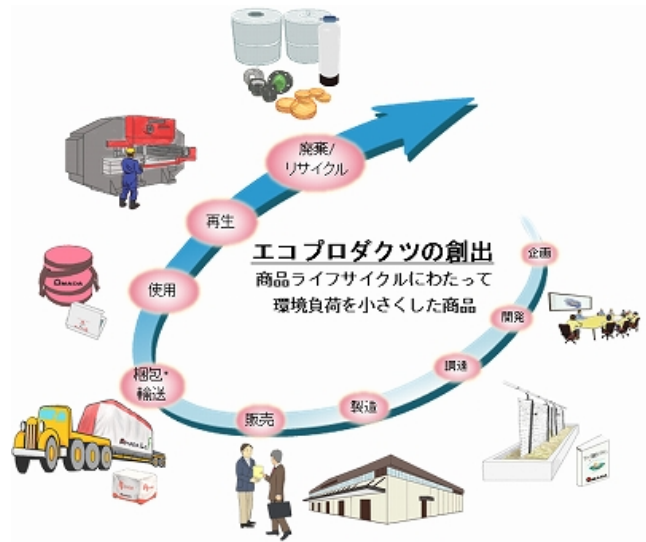 エコプロダクツの創出
商品ライフサイクルにわたって
環境負荷を小さくした商品
企画
開発
調達
製造
販売
梱包・
輸送
使用
再生
廃棄/
リサイクル
AMADA